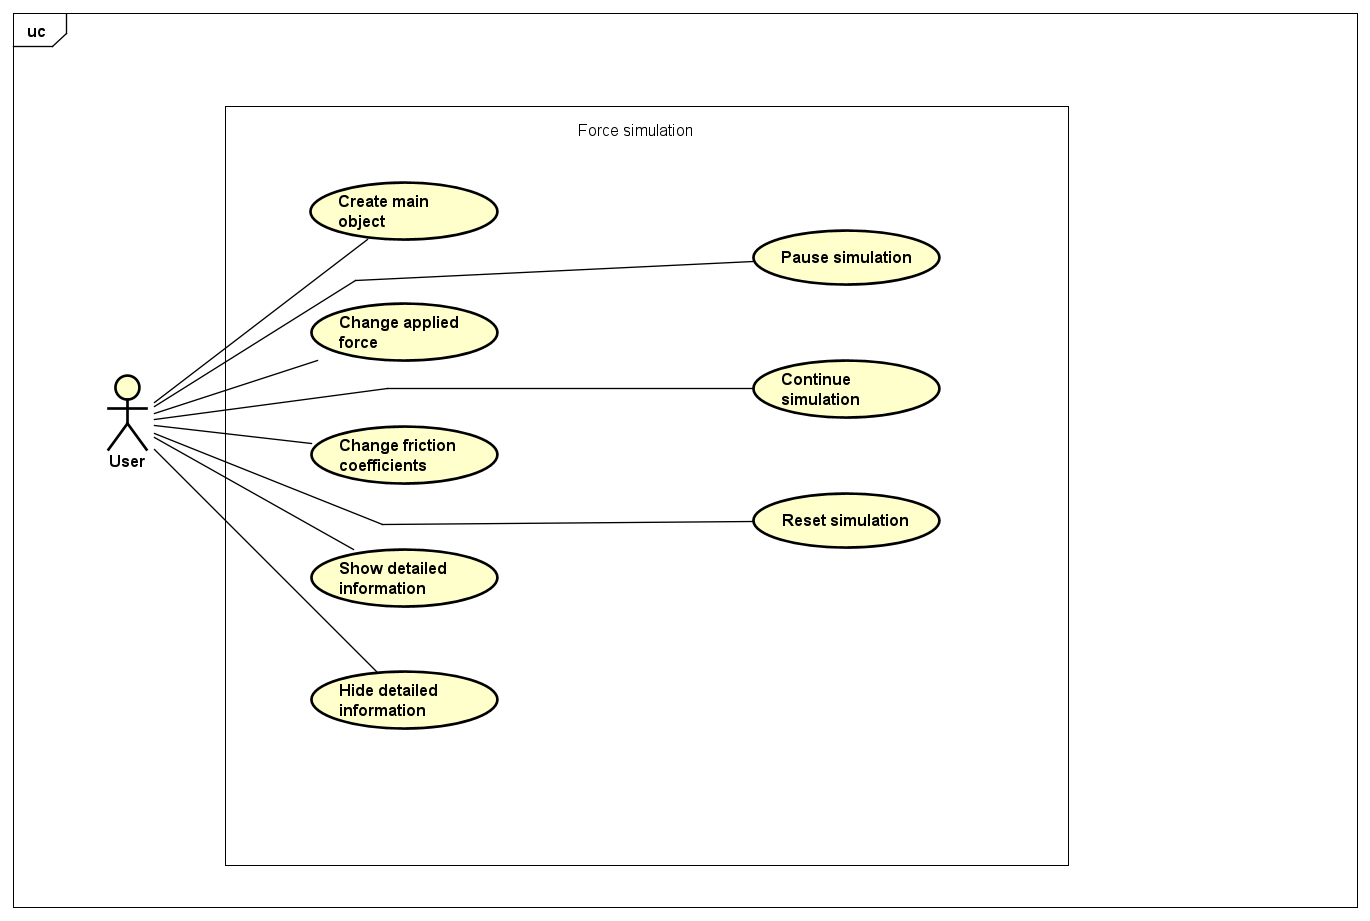 uc
Force simulation
Create main
object
Pause simulation
Change applied
force
Continue
simulation
User
Change friction
coefficients
Reset simulation
Show detailed
information
Hide detailed
information